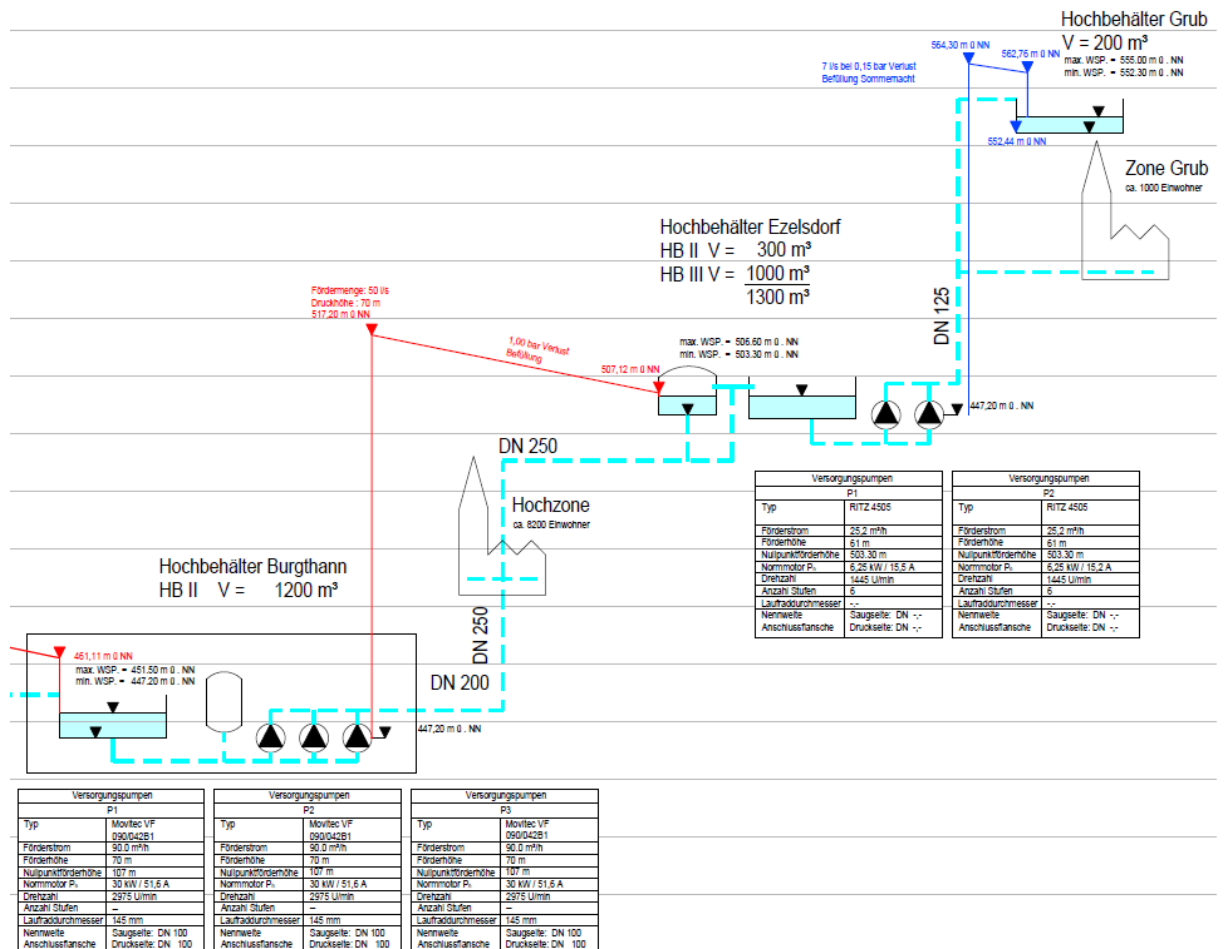 Hochbehälter Grub
V = 200 m³
max. WSP. = 555.00 m ü . NN
min. WSP. = 552.30 m ü . NN
564,30 m ü NN
562,76 m ü NN
7 l/s bei 0,15 bar Verlust
Befüllung Sommernacht
552,44 m ü NN
Zone Grub
ca. 1000 Einwohner
Hochbehälter Ezelsdorf
HB II V = 300 m³
HB III V = 1000 m³
1300 m³
DN 125
Fördermenge: 50 l/s
Druckhöhe : 70 m
517,20 m ü NN
1,00 bar Verlust
Befüllung
507,12 m ü NN
max. WSP. = 506.60 m ü . NN
min. WSP. = 503.30 m ü . NN
447,20 m ü . NN
DN 250
Hochzone
ca. 8200 Einwohner
Versorgungspumpen
P1
Typ RITZ 4505
Förderstrom 25,2 m³/h
Förderhöhe 61 m
Nullpunktförderhöhe 503.30 m
Normmotor Pₙ 6,25 kW / 15,5 A
Drehzahl 1445 U/min
Anzahl Stufen 6
Laufraddurchmesser -,-
Nennweite Saugseite: DN -,-
Anschlussflansche Druckseite: DN -,-
Versorgungspumpen
P2
Typ RITZ 4505
Förderstrom 25,2 m³/h
Förderhöhe 61 m
Nullpunktförderhöhe 503.30 m
Normmotor Pₙ 6,25 kW / 15,2 A
Drehzahl 1445 U/min
Anzahl Stufen 6
Laufraddurchmesser -,-
Nennweite Saugseite: DN -,-
Anschlussflansche Druckseite: DN -,-
Hochbehälter Burgthann
HB II V = 1200 m³
DN 250
DN 200
461,11 m ü NN
max. WSP. = 451.50 m ü . NN
min. WSP. = 447.20 m ü . NN
447,20 m ü . NN
Versorgungspumpen
P1
Typ Movitec VF
090/042B1
Förderstrom 90.0 m³/h
Förderhöhe 70 m
Nullpunktförderhöhe 107 m
Normmotor Pₙ 30 kW / 51,6 A
Drehzahl 2975 U/min
Anzahl Stufen --
Laufraddurchmesser 145 mm
Nennweite Saugseite: DN 100
Anschlussflansche Druckseite: DN 100
Versorgungspumpen
P2
Typ Movitec VF
090/042B1
Förderstrom 90.0 m³/h
Förderhöhe 70 m
Nullpunktförderhöhe 107 m
Normmotor Pₙ 30 kW / 51,6 A
Drehzahl 2975 U/min
Anzahl Stufen --
Laufraddurchmesser 145 mm
Nennweite Saugseite: DN 100
Anschlussflansche Druckseite: DN 100
Versorgungspumpen
P3
Typ Movitec VF
090/042B1
Förderstrom 90.0 m³/h
Förderhöhe 70 m
Nullpunktförderhöhe 107 m
Normmotor Pₙ 30 kW / 51,6 A
Drehzahl 2975 U/min
Anzahl Stufen --
Laufraddurchmesser 145 mm
Nennweite Saugseite: DN 100
Anschlussflansche Druckseite: DN 100